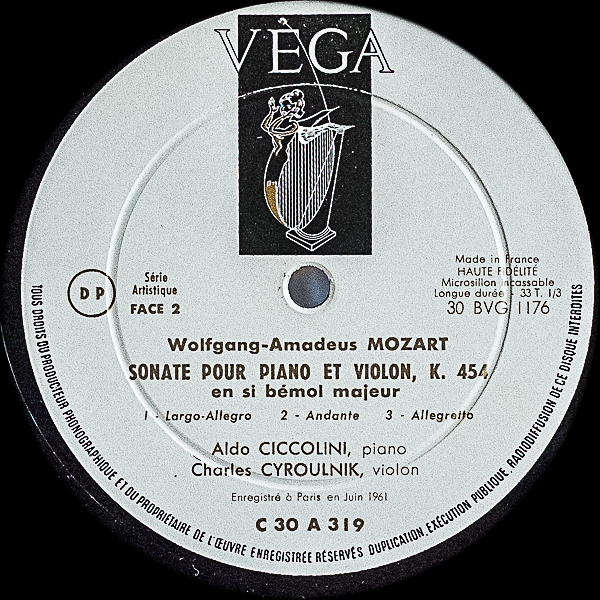 VÈGA
Made in France
HAUTE FIDÉLITÉ
Microsillon incassable
Longue durée - 33 T. 1/3
30 BVG 1176
DP
Série
Artistique
FACE 2
Wolfgang-Amadeus MOZART
SONATE POUR PIANO ET VIOLON, K. 454
en si bémol majeur
1 - Largo-Allegro 2 - Andante 3 - Allegretto
Aldo CICCOLINI, piano
Charles CYROULNIK, violon
Enregistré à Paris en Juin 1961
C 30 A 319
TOUS DROITS DU PRODUCTEUR PHONOGRAPHIQUE ET DU PROPRIÉTAIRE DE L'ŒUVRE ENREGISTRÉE RÉSERVÉS DUPLICATION. EXÉCUTION PUBLIQUE. RADIODIFFUSION DE CE DISQUE INTERDITES